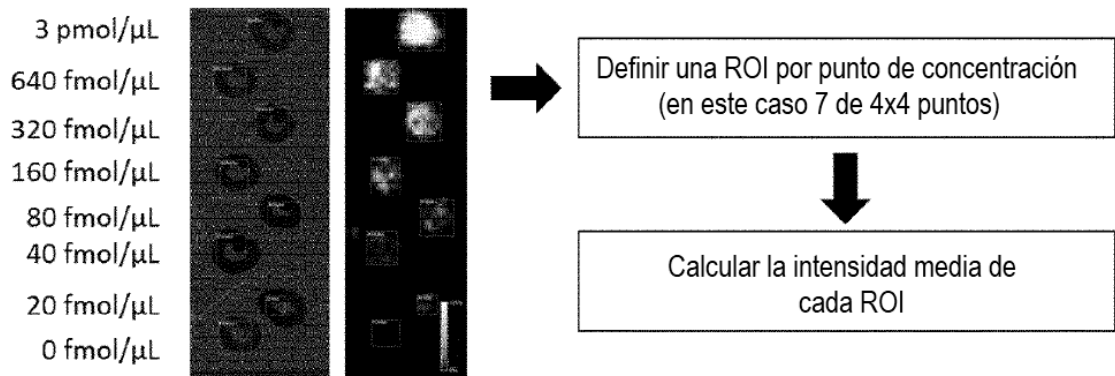 3 pmol/μL
640 fmol/μL
320 fmol/μL
160 fmol/μL
80 fmol/μL
40 fmol/μL
20 fmol/μL
0 fmol/μL
Definir una ROI por punto de concentración
(en este caso 7 de 4x4 puntos)
Calcular la intensidad media de
cada ROI